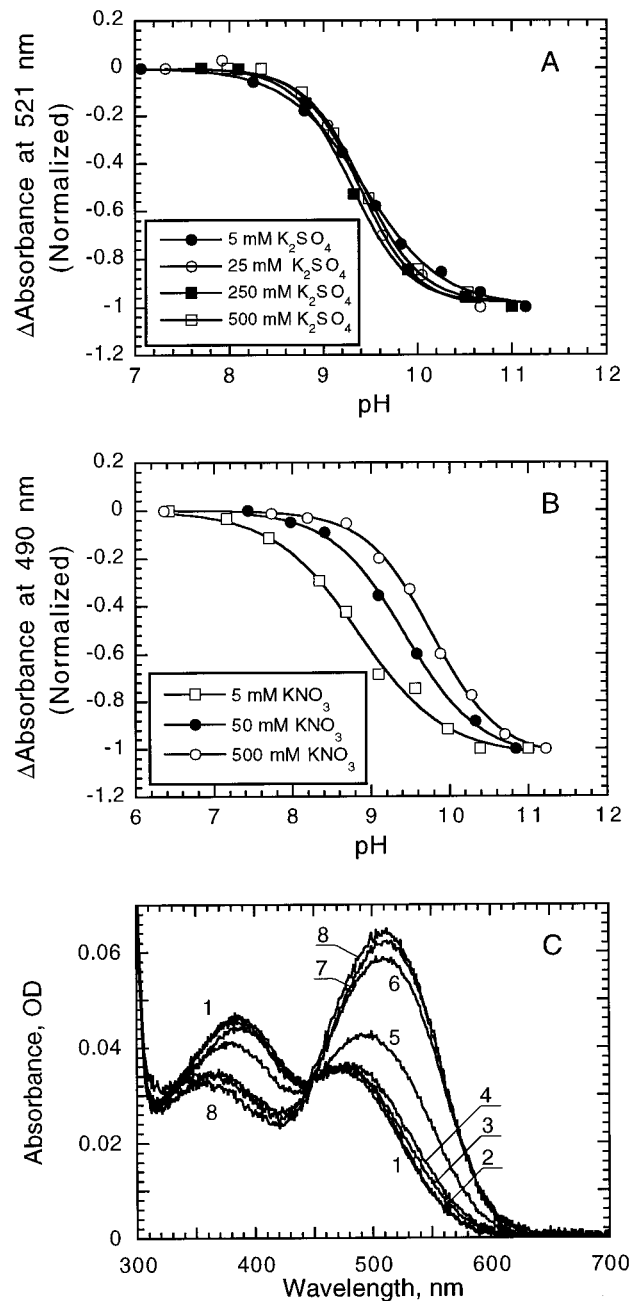 A
ΔAbsorbance at 521 nm
(Normalized)
0.2
0
-0.2
-0.4
-0.6
-0.8
-1
-1.2
5 mM K₂SO₄
25 mM K₂SO₄
250 mM K₂SO₄
500 mM K₂SO₄
7 8 9 10 11 12
pH
B
ΔAbsorbance at 490 nm
(Normalized)
0.2
0
-0.2
-0.4
-0.6
-0.8
-1
-1.2
5 mM KNO₃
50 mM KNO₃
500 mM KNO₃
6 7 8 9 10 11 12
pH
C
Absorbance, OD
0.06
0.04
0.02
0
1
8
8
7
6
5
4
3
2
1
300 400 500 600 700
Wavelength, nm